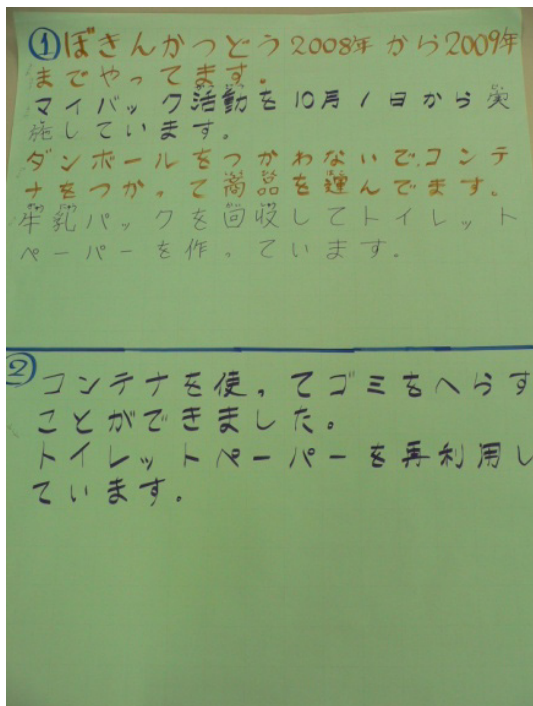 ①ぼきんかつどう2008年から2009年
までやってます。
マイバック活動を10月1日から実
施しています。
ダンボールをつかわないで、コンテ
ナをつかって商品を運んでます。
牛乳パックを回収してトイレット
ペーパーを作っています。
②
コンテナを使ってゴミをへらす
ことができました。
トイレットペーパーを再利用し
ています。